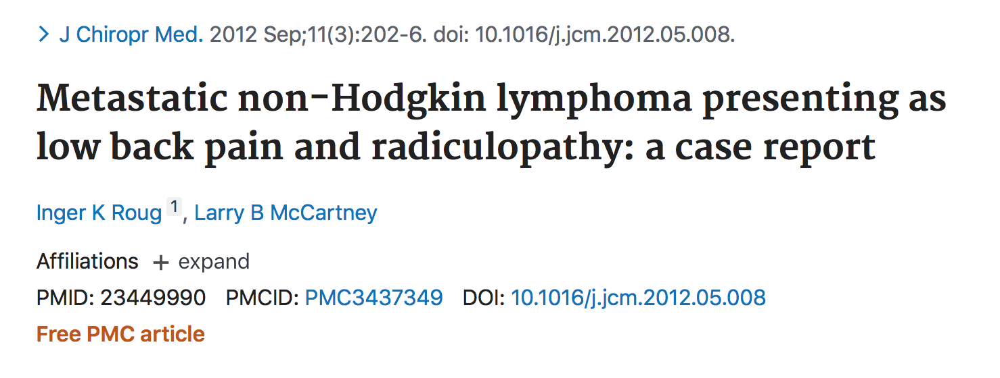 > J Chiropr Med. 2012 Sep;11(3):202-6. doi: 10.1016/j.jcm.2012.05.008.
Metastatic non-Hodgkin lymphoma presenting as
low back pain and radiculopathy: a case report
Inger K Roug 1, Larry B McCartney
Affiliations + expand
PMID: 23449990 PMCID: PMC3437349 DOI: 10.1016/j.jcm.2012.05.008
Free PMC article